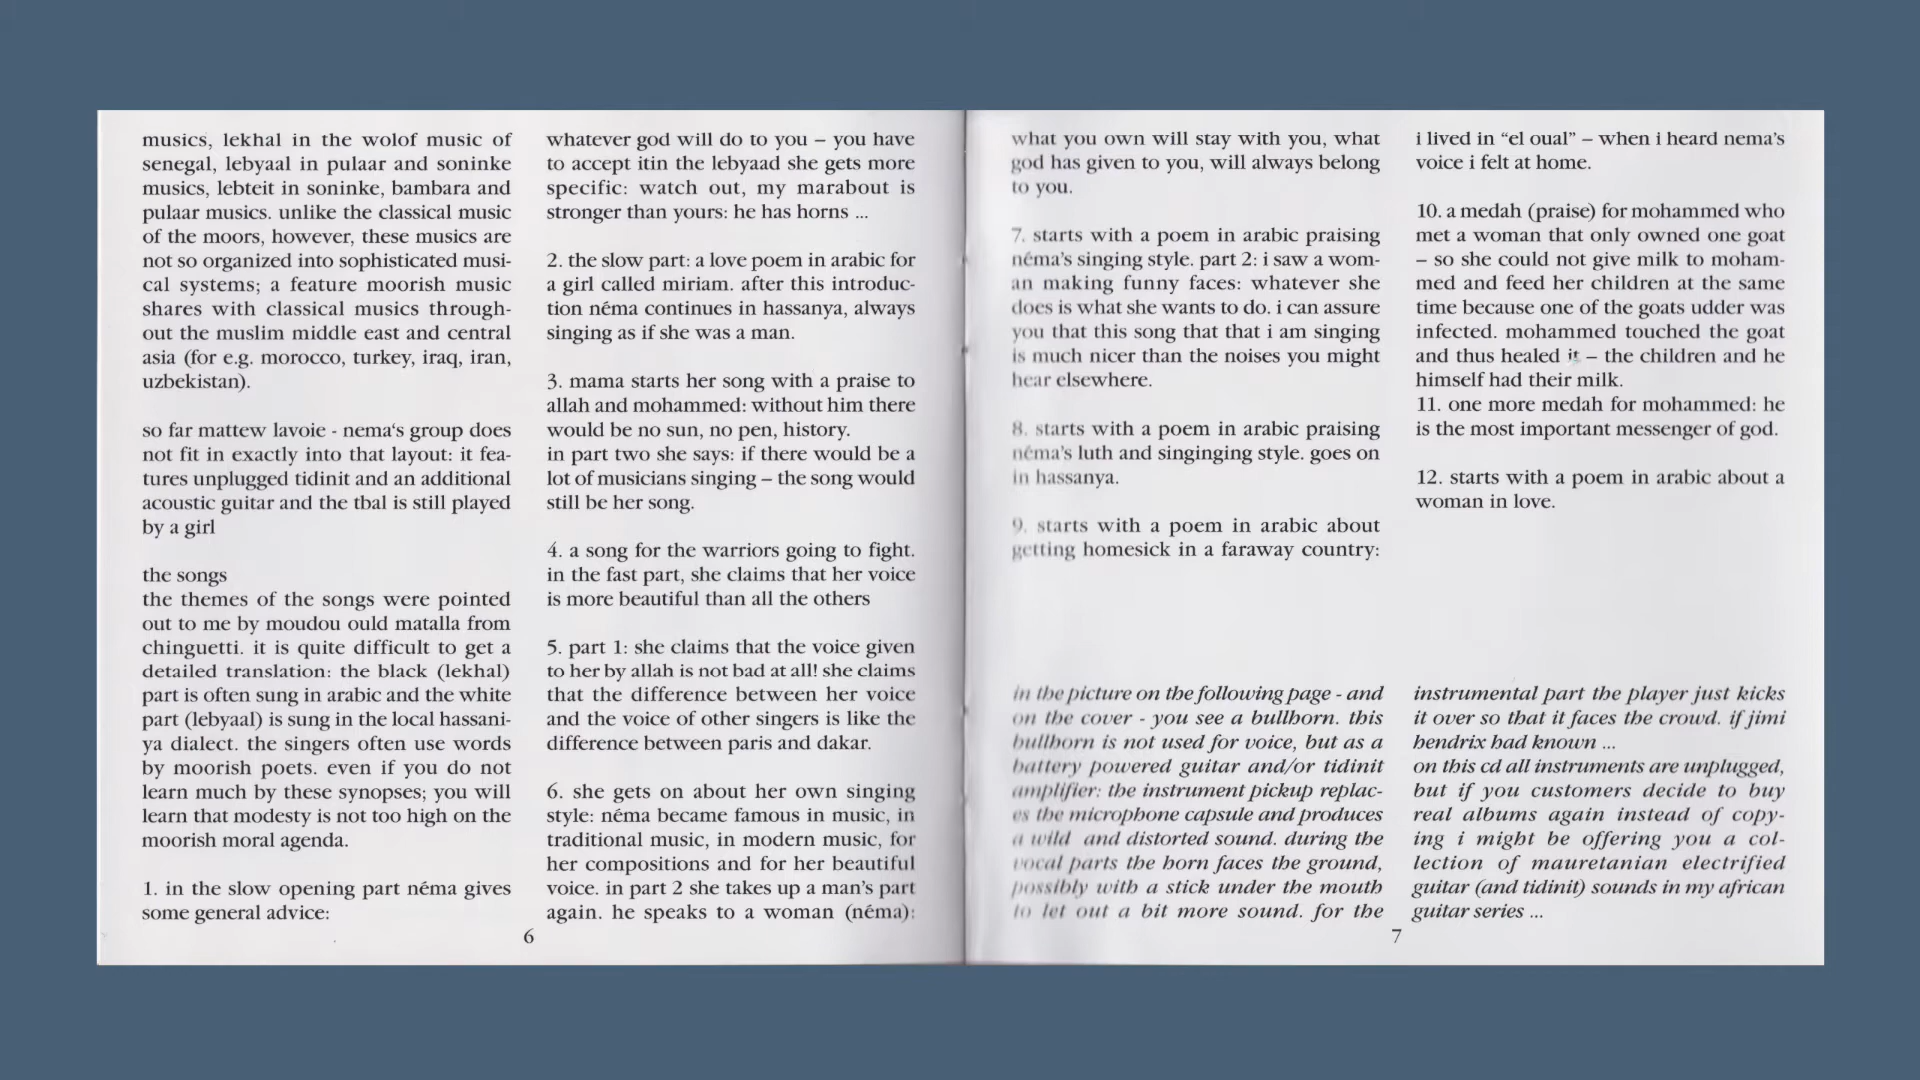 musics, lekhal in the wolof music of
senegal, lebyaal in pulaar and soninke
musics, lebteit in soninke, bambara and
pulaar musics. unlike the classical music
of the moors, however, these musics are
not so organized into sophisticated musi-
cal systems; a feature moorish music
shares with classical musics through-
out the muslim middle east and central
asia (for e.g. morocco, turkey, iraq, iran,
uzbekistan).
so far mattew lavoie - nema‘s group does
not fit in exactly into that layout: it fea-
tures unplugged tidinit and an additional
acoustic guitar and the tbal is still played
by a girl
the songs
the themes of the songs were pointed
out to me by moudou ould matalla from
chinguetti. it is quite difficult to get a
detailed translation: the black (lekhal)
part is often sung in arabic and the white
part (lebyaal) is sung in the local hassani-
ya dialect. the singers often use words
by moorish poets. even if you do not
learn much by these synopses; you will
learn that modesty is not too high on the
moorish moral agenda.
1. in the slow opening part néma gives
some general advice:
whatever god will do to you – you have
to accept itin the lebyaad she gets more
specific: watch out, my marabout is
stronger than yours: he has horns ...
2. the slow part: a love poem in arabic for
a girl called miriam. after this introduc-
tion néma continues in hassanya, always
singing as if she was a man.
3. mama starts her song with a praise to
allah and mohammed: without him there
would be no sun, no pen, history.
in part two she says: if there would be a
lot of musicians singing – the song would
still be her song.
4. a song for the warriors going to fight.
in the fast part, she claims that her voice
is more beautiful than all the others
5. part 1: she claims that the voice given
to her by allah is not bad at all! she claims
that the difference between her voice
and the voice of other singers is like the
difference between paris and dakar.
6. she gets on about her own singing
style: néma became famous in music, in
traditional music, in modern music, for
her compositions and for her beautiful
voice. in part 2 she takes up a man’s part
again. he speaks to a woman (néma):
6
what you own will stay with you, what
god has given to you, will always belong
to you.
7. starts with a poem in arabic praising
néma’s singing style. part 2: i saw a wom-
an making funny faces: whatever she
does is what she wants to do. i can assure
you that this song that that i am singing
is much nicer than the noises you might
hear elsewhere.
8. starts with a poem in arabic praising
néma’s luth and singinging style. goes on
in hassanya.
9. starts with a poem in arabic about
getting homesick in a faraway country:
i lived in “el oual” – when i heard nema’s
voice i felt at home.
10. a medah (praise) for mohammed who
met a woman that only owned one goat
– so she could not give milk to moham-
med and feed her children at the same
time because one of the goats udder was
infected. mohammed touched the goat
and thus healed it – the children and he
himself had their milk.
11. one more medah for mohammed: he
is the most important messenger of god.
12. starts with a poem in arabic about a
woman in love.
in the picture on the following page - and
on the cover - you see a bullhorn. this
bullhorn is not used for voice, but as a
battery powered guitar and/or tidinit
amplifier: the instrument pickup replac-
es the microphone capsule and produces
a wild and distorted sound. during the
vocal parts the horn faces the ground,
possibly with a stick under the mouth
to let out a bit more sound. for the
instrumental part the player just kicks
it over so that it faces the crowd. if jimi
hendrix had known ...
on this cd all instruments are unplugged,
but if you customers decide to buy
real albums again instead of copy-
ing i might be offering you a col-
lection of mauretanian electrified
guitar (and tidinit) sounds in my african
guitar series ...
7